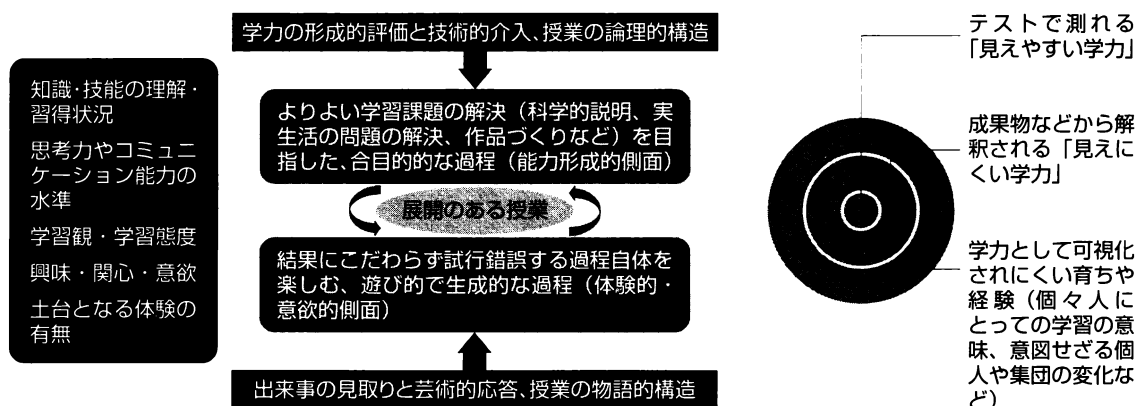 学力の形成的評価と技術的介入、授業の論理的構造
知識・技能の理解・
習得状況
思考力やコミュニ
ケーション能力の
水準
学習観・学習態度
興味・関心・意欲
土台となる体験の
有無
よりよい学習課題の解決（科学的説明、実
生活の問題の解決、作品づくりなど）を目
指した、合目的的な過程（能力形成的側面）
展開のある授業
結果にこだわらず試行錯誤する過程自体を
楽しむ、遊び的で生成的な過程（体験的・
意欲的側面）
出来事の見取りと芸術的応答、授業の物語的構造
テストで測れる
「見えやすい学力」
成果物などから解
釈される「見えに
くい学力」
学力として可視化
されにくい育ちや
経験（個々人に
とっての学習の意
味、意図せざる個
人や集団の変化な
ど）